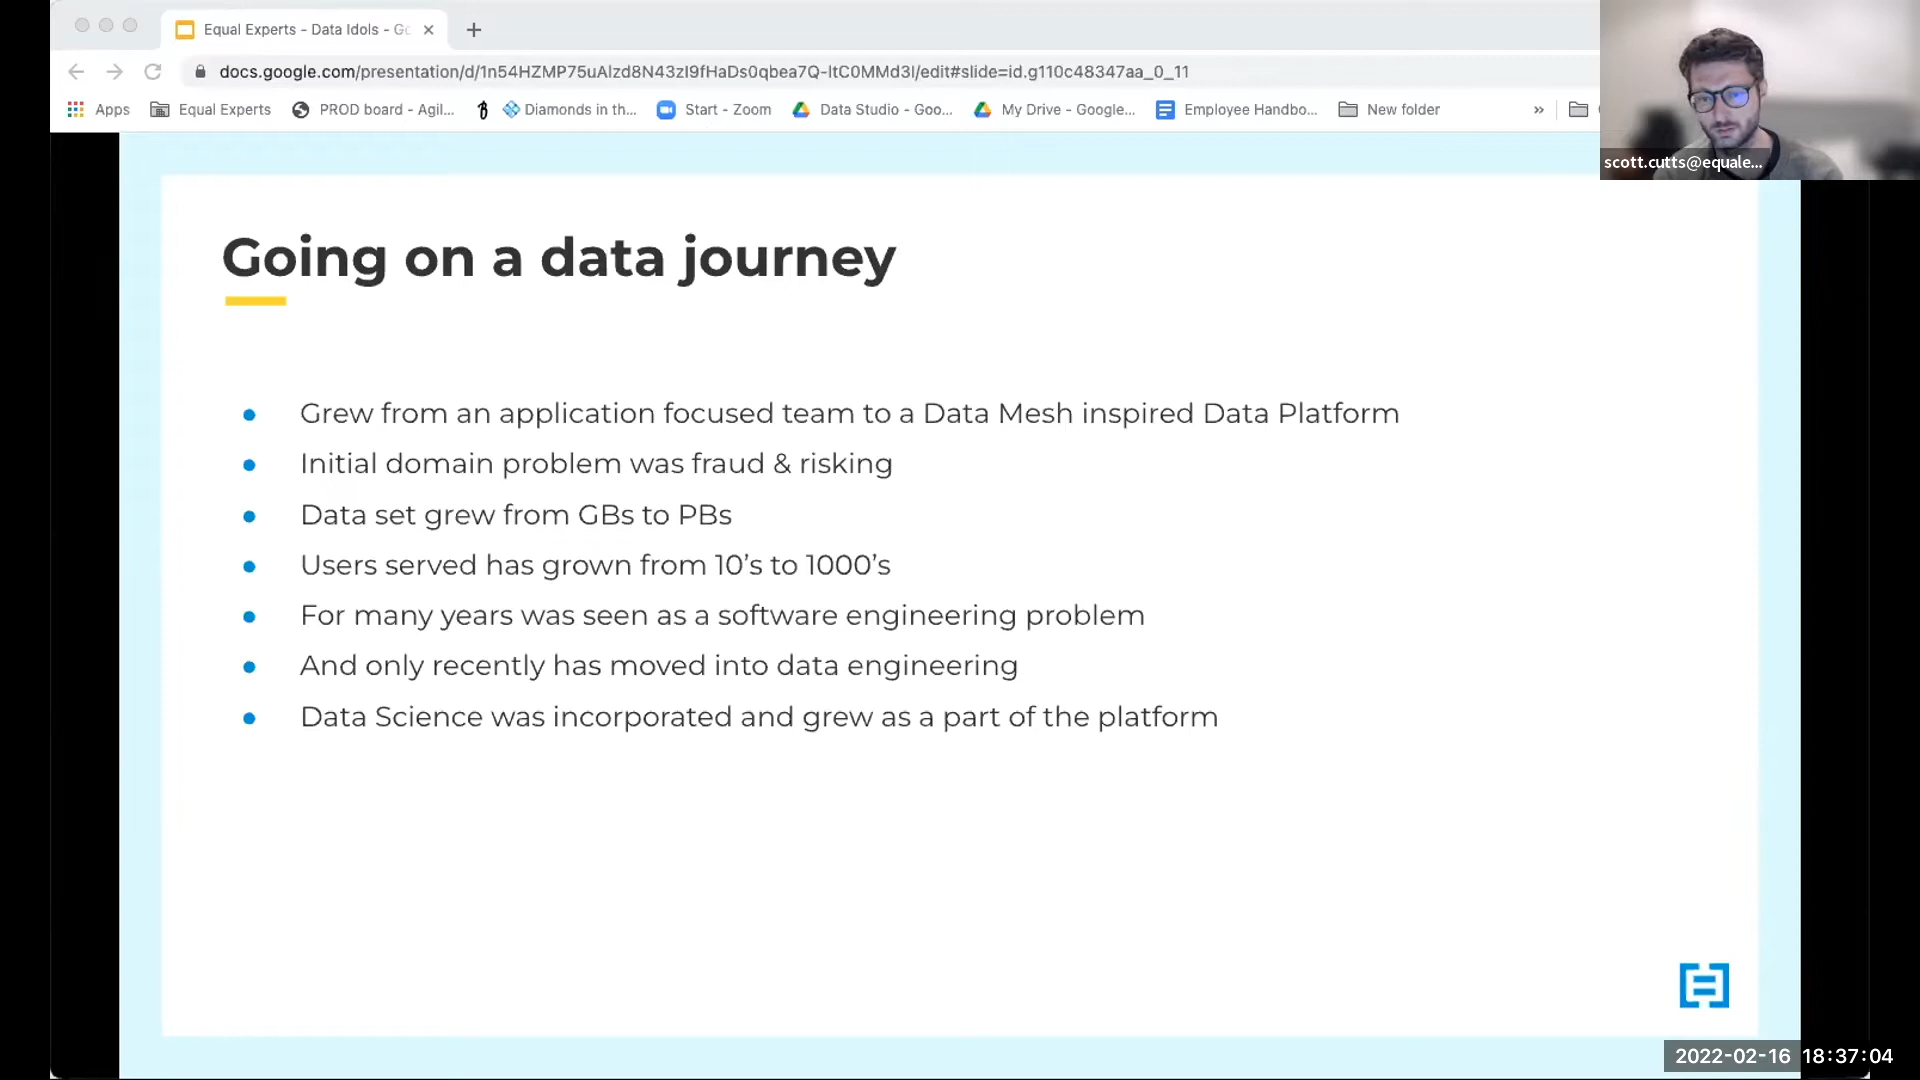 Equal Experts - Data Idols - Go
docs.google.com/presentation/d/1n54HZMP75uAlzd8N43zI9fHaDs0qbea7Q-ItC0MMd3I/edit#slide=id.g110c48347aa_0_11
Apps Equal Experts PROD board - Agil... Diamonds in th... Start - Zoom Data Studio - Goo... My Drive - Google... Employee Handbo... New folder »
scott.cutts@equale...
Going on a data journey
● Grew from an application focused team to a Data Mesh inspired Data Platform
● Initial domain problem was fraud & risking
● Data set grew from GBs to PBs
● Users served has grown from 10’s to 1000’s
● For many years was seen as a software engineering problem
● And only recently has moved into data engineering
● Data Science was incorporated and grew as a part of the platform
2022-02-16 18:37:04